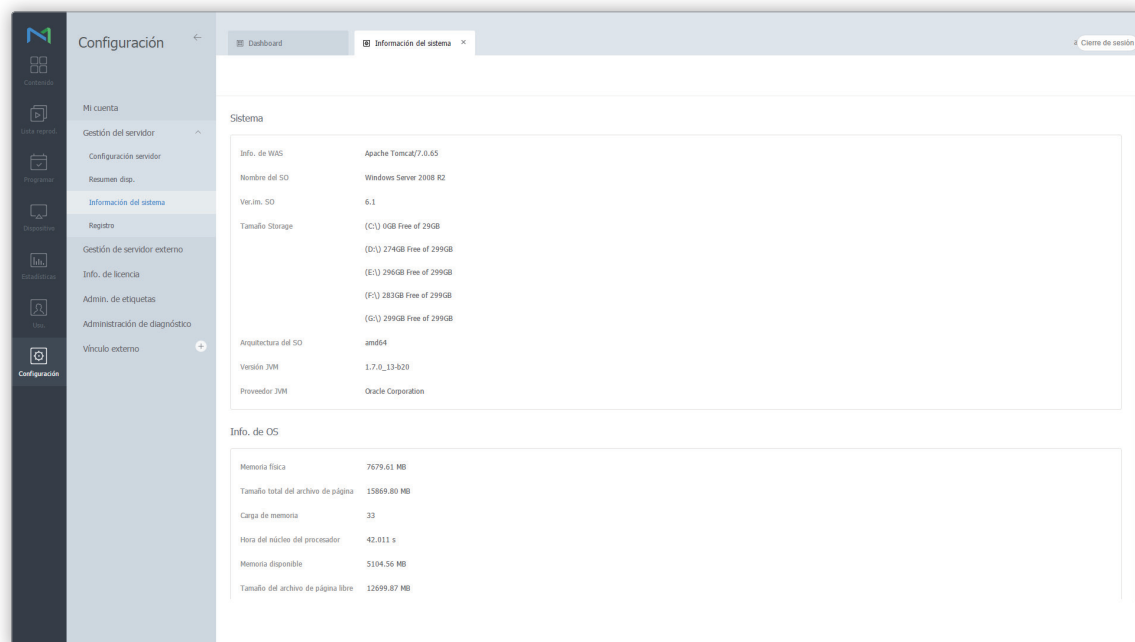 Contenido
Lista reprod.
Programar
Dispositivo
Estadísticas
Usu.
Configuración
Configuración
Mi cuenta
Gestión del servidor
Configuración servidor
Resumen disp.
Información del sistema
Registro
Gestión de servidor externo
Info. de licencia
Admin. de etiquetas
Administración de diagnóstico
Vínculo externo
Dashboard
Información del sistema
Cierre de sesión
Sistema
Info. de WAS Apache Tomcat/7.0.65
Nombre del SO Windows Server 2008 R2
Ver.im. SO 6.1
Tamaño Storage (C:\) 0GB Free of 29GB
(D:\) 274GB Free of 299GB
(E:\) 296GB Free of 299GB
(F:\) 283GB Free of 299GB
(G:\) 299GB Free of 299GB
Arquitectura del SO amd64
Versión JVM 1.7.0_13-b20
Proveedor JVM Oracle Corporation
Info. de OS
Memoria física 7679.61 MB
Tamaño total del archivo de página 15869.80 MB
Carga de memoria 33
Hora del núcleo del procesador 42.011 s
Memoria disponible 5104.56 MB
Tamaño del archivo de página libre 12699.87 MB